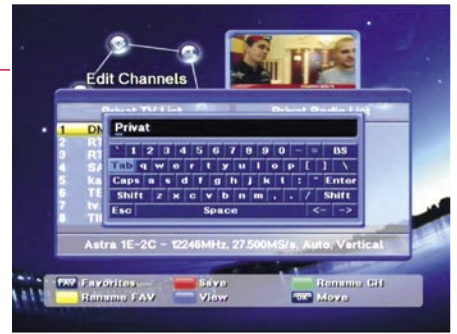 Edit Channels
Privat TV List Privat Radio List
Privat
1 DM
2 RT
3 RT
4 SA
5 ka
6 TE
7 tv.
8 TII
` 1 2 3 4 5 6 7 8 9 0 - = BS
Tab q w e r t y u i o p [ ] \
Caps a s d f g h j k l ; " Enter
Shift z x c v b n m , . / Shift
Esc Space <- ->
Astra 1E-2C ~ 12246MHz, 27.500MS/s, Auto, Vertical
FAV Favorites Save Rename CH
Rename FAV View OK Move